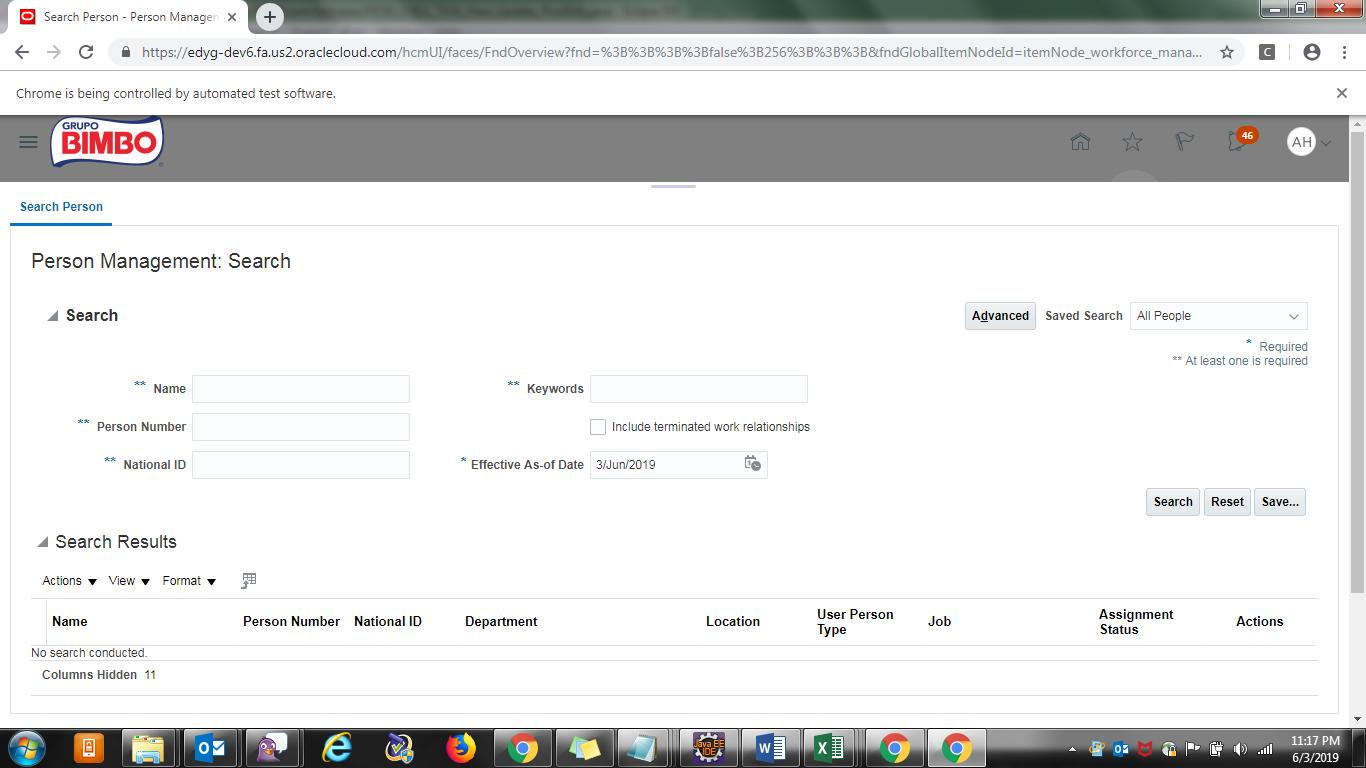 Search Person - Person Managem
https://edyg-dev6.fa.us2.oraclecloud.com/hcmUI/faces/FndOverview?fnd=%3B%3B%3B%3Bfalse%3B256%3B%3B%3B&fndGlobalItemNodeId=itemNode_workforce_mana...
C
Chrome is being controlled by automated test software.
GRUPO
BIMBO
46
AH
Search Person
Person Management: Search
Search
Advanced Saved Search All People
* Required
** At least one is required
** Name ** Keywords
** Person Number Include terminated work relationships
** National ID * Effective As-of Date 3/Jun/2019
Search Reset Save...
Search Results
Actions View Format
Name Person Number National ID Department Location User Person Type Job Assignment Status Actions
No search conducted.
Columns Hidden 11
Java EE
IDE
11:17 PM
6/3/2019